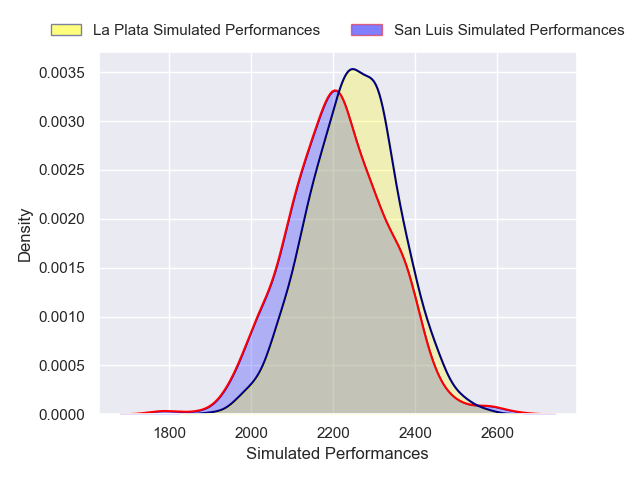 La Plata Simulated Performances San Luis Simulated Performances
0.0035
0.0030
0.0025
0.0020
0.0015
0.0010
0.0005
0.0000
Density
1800 2000 2200 2400 2600
Simulated Performances